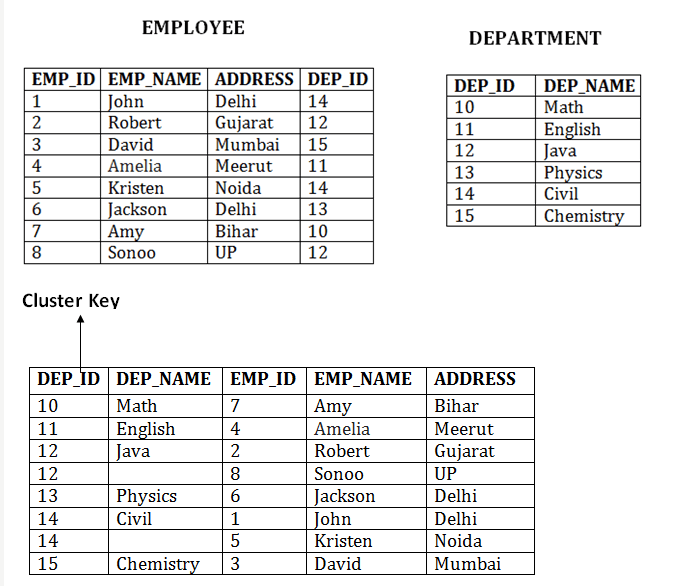 EMPLOYEE
EMP_ID EMP_NAME ADDRESS DEP_ID
1 John Delhi 14
2 Robert Gujarat 12
3 David Mumbai 15
4 Amelia Meerut 11
5 Kristen Noida 14
6 Jackson Delhi 13
7 Amy Bihar 10
8 Sonoo UP 12
DEPARTMENT
DEP_ID DEP_NAME
10 Math
11 English
12 Java
13 Physics
14 Civil
15 Chemistry
Cluster Key
DEP_ID DEP_NAME EMP_ID EMP_NAME ADDRESS
10 Math 7 Amy Bihar
11 English 4 Amelia Meerut
12 Java 2 Robert Gujarat
12 8 Sonoo UP
13 Physics 6 Jackson Delhi
14 Civil 1 John Delhi
14 5 Kristen Noida
15 Chemistry 3 David Mumbai